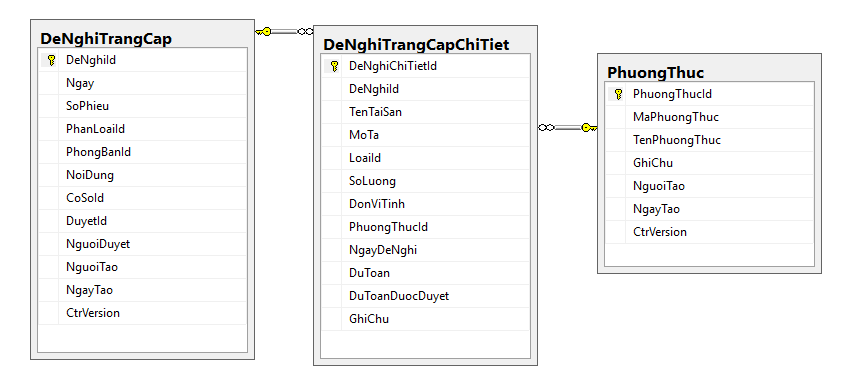 DeNghiTrangCap
DeNghiId
Ngay
SoPhieu
PhanLoaiId
PhongBanId
NoiDung
CoSoId
DuyetId
NguoiDuyet
NguoiTao
NgayTao
CtrVersion
DeNghiTrangCapChiTiet
DeNghiChiTietId
DeNghiId
TenTaiSan
MoTa
LoaiId
SoLuong
DonViTinh
PhuongThucId
NgayDeNghi
DuToan
DuToanDuocDuyet
GhiChu
PhuongThuc
PhuongThucId
MaPhuongThuc
TenPhuongThuc
GhiChu
NguoiTao
NgayTao
CtrVersion